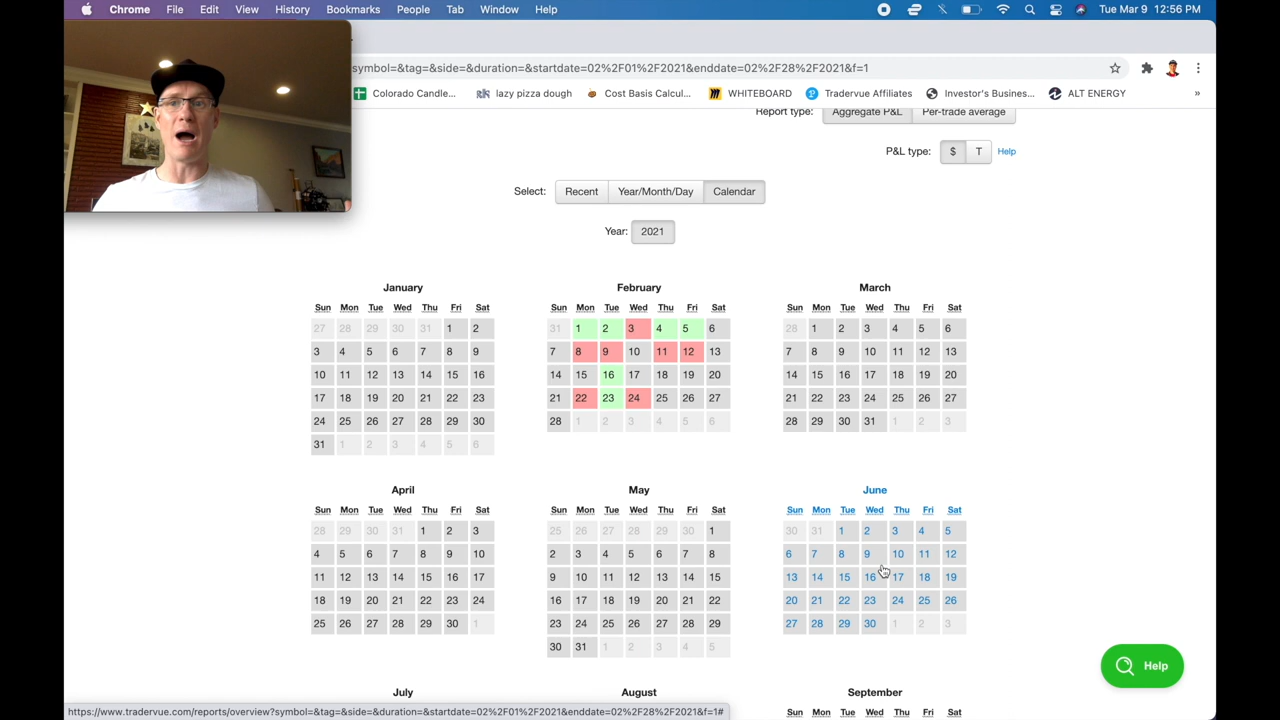 Chrome File Edit View History Bookmarks People Tab Window Help Tue Mar 9 12:56 PM
symbol=&tag=&side=&duration=&startdate=02%2F01%2F2021&enddate=02%2F28%2F2021&f=1
Colorado Candle... lazy pizza dough Cost Basis Calcul... WHITEBOARD Tradervue Affiliates Investor's Busines... ALT ENERGY »
Report type: Aggregate P&L Per-trade average
P&L type: $ T Help
Select: Recent Year/Month/Day Calendar
Year: 2021
January February March
Sun Mon Tue Wed Thu Fri Sat Sun Mon Tue Wed Thu Fri Sat Sun Mon Tue Wed Thu Fri Sat
27 28 29 30 31 1 2 31 1 2 3 4 5 6 28 1 2 3 4 5 6
3 4 5 6 7 8 9 7 8 9 10 11 12 13 7 8 9 10 11 12 13
10 11 12 13 14 15 16 14 15 16 17 18 19 20 14 15 16 17 18 19 20
17 18 19 20 21 22 23 21 22 23 24 25 26 27 21 22 23 24 25 26 27
24 25 26 27 28 29 30 28 1 2 3 4 5 6 28 29 30 31 1 2 3
31 1 2 3 4 5 6
April May June
Sun Mon Tue Wed Thu Fri Sat Sun Mon Tue Wed Thu Fri Sat Sun Mon Tue Wed Thu Fri Sat
28 29 30 31 1 2 3 25 26 27 28 29 30 1 30 31 1 2 3 4 5
4 5 6 7 8 9 10 2 3 4 5 6 7 8 6 7 8 9 10 11 12
11 12 13 14 15 16 17 9 10 11 12 13 14 15 13 14 15 16 17 18 19
18 19 20 21 22 23 24 16 17 18 19 20 21 22 20 21 22 23 24 25 26
25 26 27 28 29 30 1 23 24 25 26 27 28 29 27 28 29 30 1 2 3
30 31 1 2 3 4 5
Help
July August September
https://www.tradervue.com/reports/overview?symbol=&tag=&side=&duration=&startdate=02%2F01%2F2021&enddate=02%2F28%2F2021&f=1# Sun Mon Tue Wed Thu Fri Sat